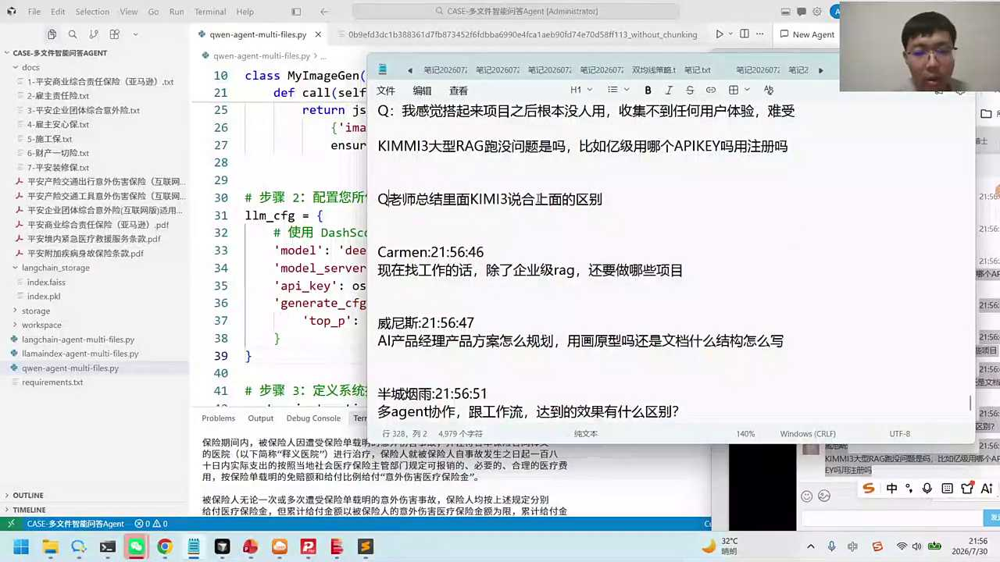 File Edit Selection View Go Run Terminal Help
CASE-多文件智能问答Agent [Administrator]
CASE-多文件智能问答AGENT
docs
1-平安商业综合责任保险（亚马逊）.txt
2-雇主责任险.txt
3-平安企业团体综合意外险.txt
4-雇主安心保.txt
5-施工保.txt
6-财产一切险.txt
7-平安装修保.txt
平安产险交通出行意外伤害保险（互联网...
平安产险交通工具意外伤害保险（互联网...
平安企业团体综合意外险(互联网版)适用...
平安商业综合责任保险（亚马逊）.pdf
平安境内紧急医疗救援服务条款.pdf
平安附加疾病身故保险条款.pdf
langchain_storage
index.faiss
index.pkl
storage
workspace
langchain-agent-multi-files.py
llamaindex-agent-multi-files.py
qwen-agent-multi-files.py
requirements.txt
OUTLINE
TIMELINE
qwen-agent-multi-files.py
0b9efd3dc1b388361d7fb873452f6fdbba6990e4fca1aeb90fd74e70d58ff113_without_chunking
New Agent
qwen-agent-multi-files.py > ...
10 class MyImageGen(
21 def call(self
25 return js
26 {'ima
27 ensur
28
29
30 # 步骤 2：配置您所
31 llm_cfg = {
32 # 使用 DashSco
33 'model': 'dee
34 'model_server
35 'api_key': os
36 'generate_cfg
37 'top_p':
38 }
39 }
40
41 # 步骤 3：定义系统
Problems Output Debug Console Ter
保险期间内，被保险人因遭受保险单载明的意外伤害事故，
的医院（以下简称“释义医院”）进行治疗，保险人就被保险人自事故发生之日起一百八
十日内实际支出的按照当地社会医疗保险主管部门规定可报销的、必要的、合理的医疗费
用，按保险单载明的免赔额和给付比例给付“意外伤害医疗保险金”。
被保险人无论一次或多次遭受保险单载明的意外伤害事故，保险人均按上述规定分别
给付医疗保险金，但累计给付金额以被保险人的意外伤害医疗保险金额为限，累计给付金
CASE-多文件智能问答Agent 0 0
笔记2026072 笔记2026072 笔记2026072 笔记2026072 双均线策略.t 笔记.txt 笔记2026072 笔记2
文件 编辑 查看 H1 B I S
Q：我感觉搭起来项目之后根本没人用，收集不到任何用户体验，难受
KIMMI3大型RAG跑没问题是吗，比如亿级用哪个APIKEY吗用注册吗
Q老师总结里面KIMI3说合上面的区别
Carmen:21:56:46
现在找工作的话，除了企业级rag，还要做哪些项目
威尼斯:21:56:47
AI产品经理产品方案怎么规划，用画原型吗还是文档什么结构怎么写
半城烟雨:21:56:51
多agent协作，跟工作流，达到的效果有什么区别？
行 328，列 2 4,979 个字符 纯文本 140% Windows (CRLF) UTF-8
KIMMI3大型RAG跑没问题是吗，比如亿级用哪个AP
EY吗用注册吗
中
32°C
晴朗
21:56
2026/7/30